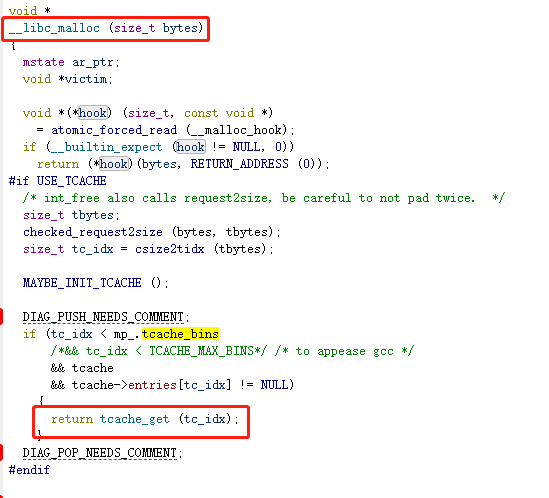 void *
__libc_malloc (size_t bytes)
{
mstate ar_ptr;
void *victim;
void *(*hook) (size_t, const void *)
= atomic_forced_read (__malloc_hook);
if (__builtin_expect (hook != NULL, 0))
return (*hook)(bytes, RETURN_ADDRESS (0));
#if USE_TCACHE
/* int_free also calls request2size, be careful to not pad twice.  */
size_t tbytes;
checked_request2size (bytes, tbytes);
size_t tc_idx = csize2tidx (tbytes);
MAYBE_INIT_TCACHE ();
DIAG_PUSH_NEEDS_COMMENT;
if (tc_idx < mp_.tcache_bins
/*&& tc_idx < TCACHE_MAX_BINS*/ /* to appease gcc */
&& tcache
&& tcache->entries[tc_idx] != NULL)
{
return tcache_get (tc_idx);
}
DIAG_POP_NEEDS_COMMENT;
#endif